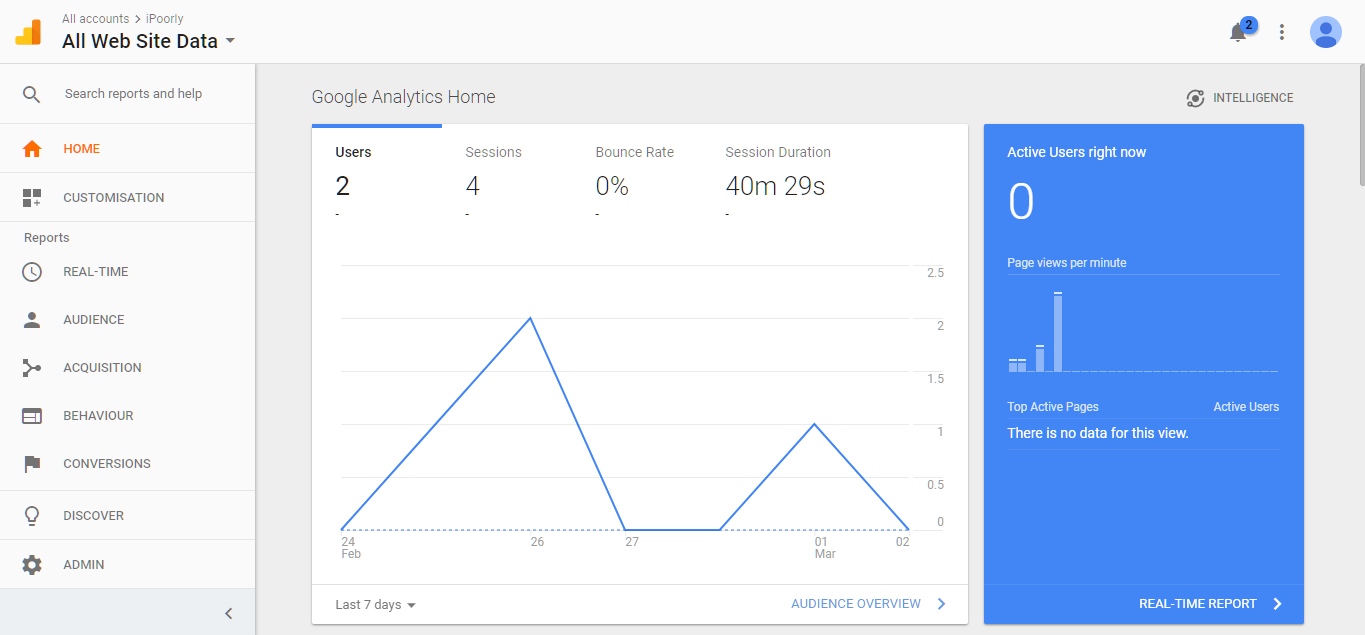 All accounts > iPoorly
All Web Site Data
2
Search reports and help
HOME
CUSTOMISATION
Reports
REAL-TIME
AUDIENCE
ACQUISITION
BEHAVIOUR
CONVERSIONS
DISCOVER
ADMIN
Google Analytics Home
INTELLIGENCE
Users Sessions Bounce Rate Session Duration
2 4 0% 40m 29s
- - - -
2.5
2
1.5
1
0.5
0
24 26 27 01 02
Feb Mar
Last 7 days
AUDIENCE OVERVIEW
Active Users right now
0
Page views per minute
Top Active Pages Active Users
There is no data for this view.
REAL-TIME REPORT